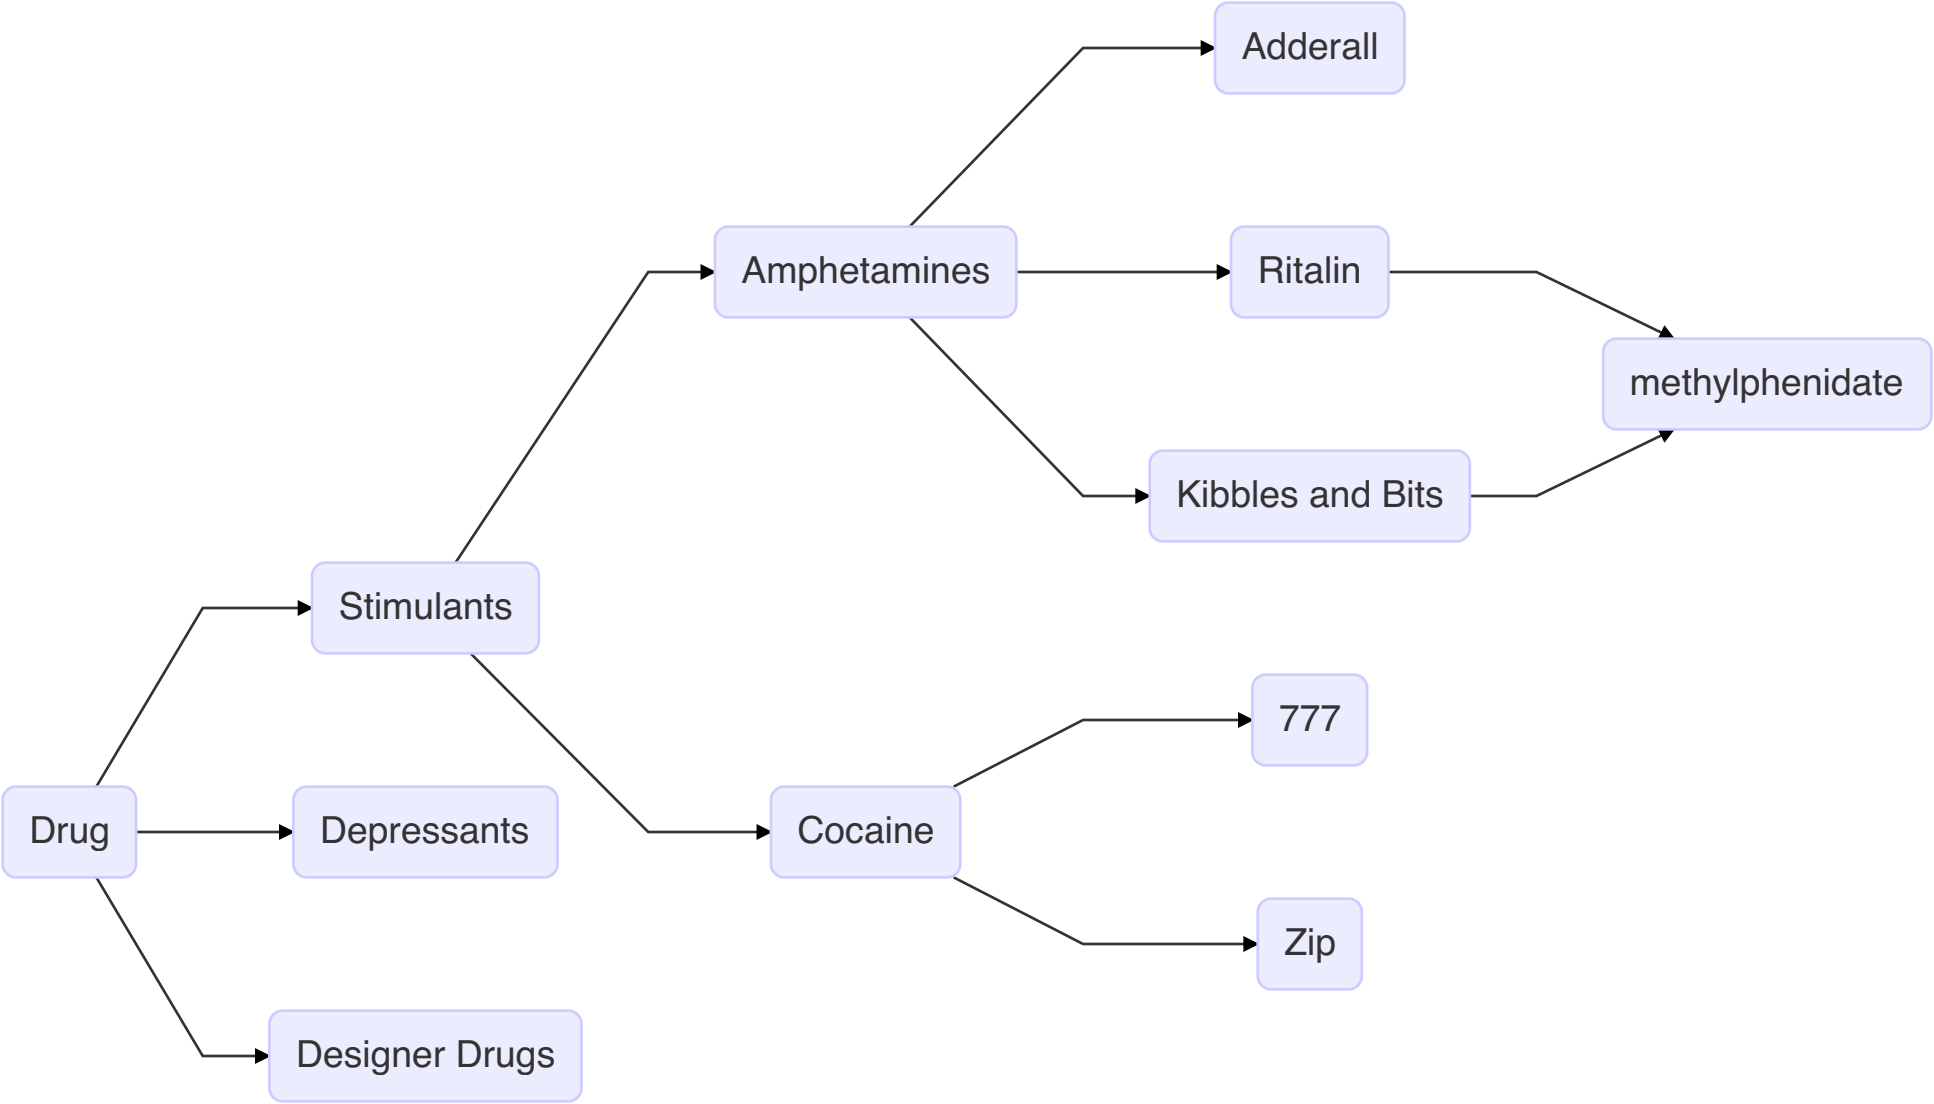 Adderall
Amphetamines
Ritalin
methylphenidate
Kibbles and Bits
Stimulants
777
Drug
Depressants
Cocaine
Zip
Designer Drugs